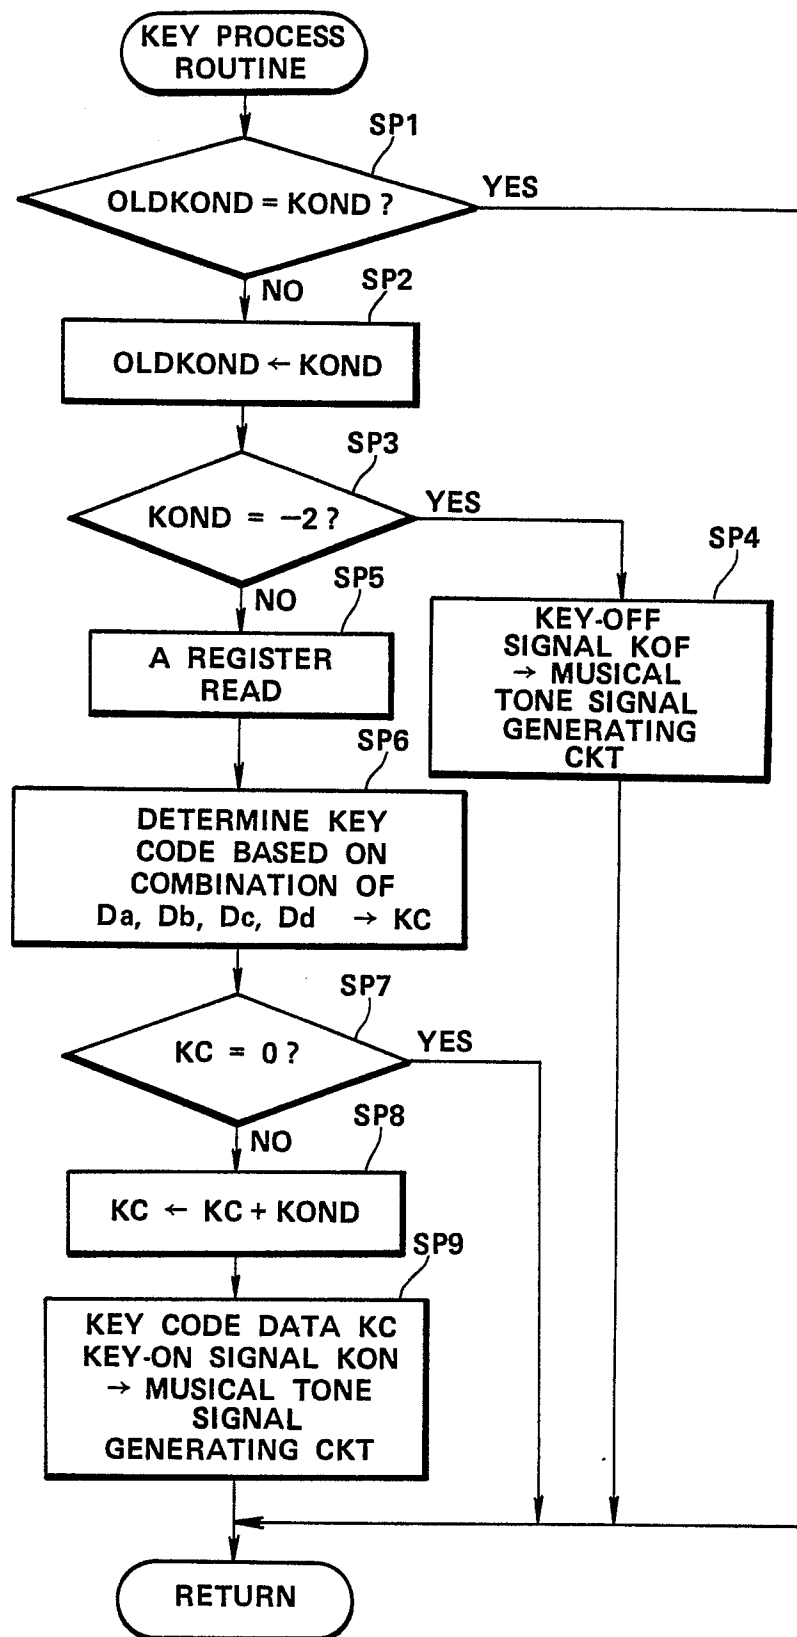 KEY PROCESS
ROUTINE
SP1
OLDKOND = KOND ?
YES
NO
SP2
OLDKOND ← KOND
SP3
KOND = −2 ?
YES
NO
SP4
KEY-OFF
SIGNAL KOF
→ MUSICAL
TONE SIGNAL
GENERATING
CKT
SP5
A REGISTER
READ
SP6
DETERMINE KEY
CODE BASED ON
COMBINATION OF
Da, Db, Dc, Dd → KC
SP7
KC = 0 ?
YES
NO
SP8
KC ← KC + KOND
SP9
KEY CODE DATA KC
KEY-ON SIGNAL KON
→ MUSICAL TONE
SIGNAL
GENERATING CKT
RETURN